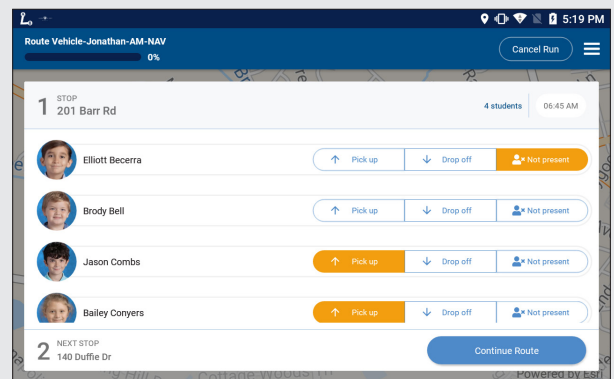 5:19 PM
Route Vehicle-Jonathan-AM-NAV
0%
Cancel Run
1 STOP
201 Barr Rd
4 students
06:45 AM
Elliott Becerra
Pick up
Drop off
Not present
Brody Bell
Pick up
Drop off
Not present
Jason Combs
Pick up
Drop off
Not present
Bailey Conyers
Pick up
Drop off
Not present
2 NEXT STOP
140 Duffie Dr
Continue Route
Powered by Esri